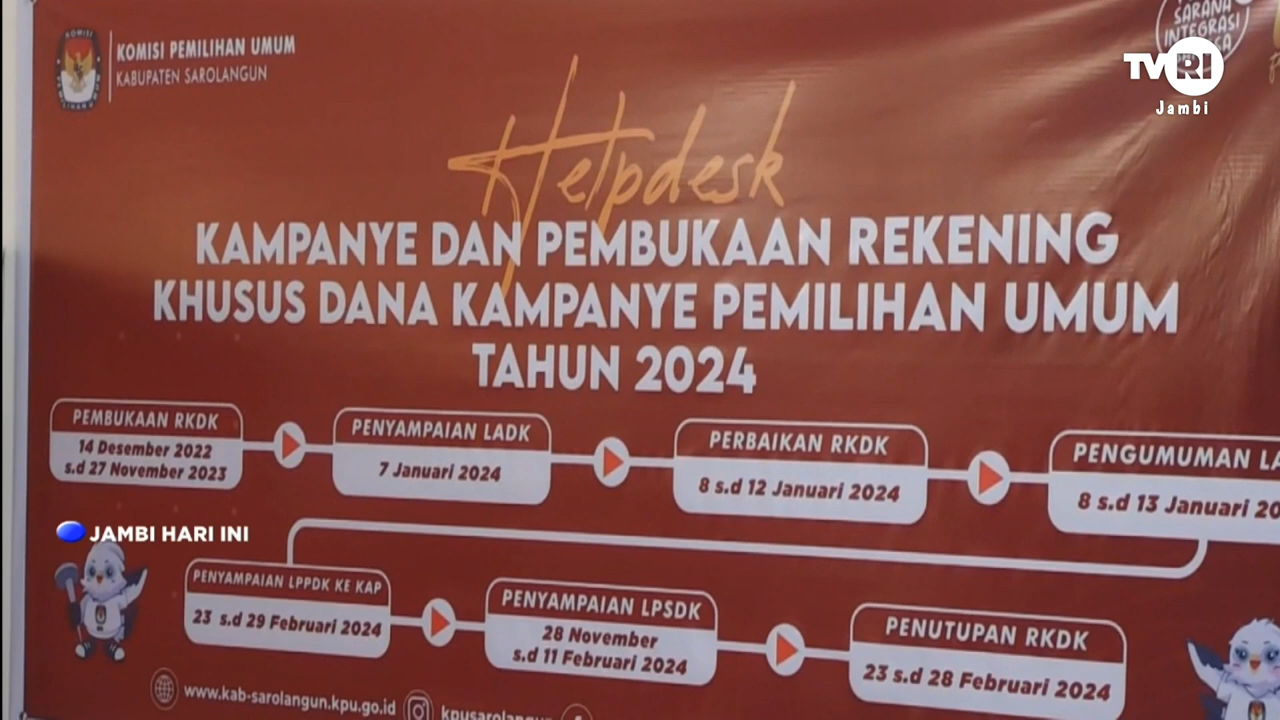 KOMISI PEMILIHAN UMUM
KABUPATEN SAROLANGUN
SARANA
INTEGRASI
TVRI
Jambi
Helpdesk
KAMPANYE DAN PEMBUKAAN REKENING
KHUSUS DANA KAMPANYE PEMILIHAN UMUM
TAHUN 2024
PEMBUKAAN RKDK
14 Desember 2022
s.d 27 November 2023
PENYAMPAIAN LADK
7 Januari 2024
PERBAIKAN RKDK
8 s.d 12 Januari 2024
PENGUMUMAN
8 s.d 13 Januari
JAMBI HARI INI
PENYAMPAIAN LPPDK KE KAP
23 s.d 29 Februari 2024
PENYAMPAIAN LPSDK
28 November
s.d 11 Februari 2024
PENUTUPAN RKDK
23 s.d 28 Februari 2024
www.kab-sarolangun.kpu.go.id